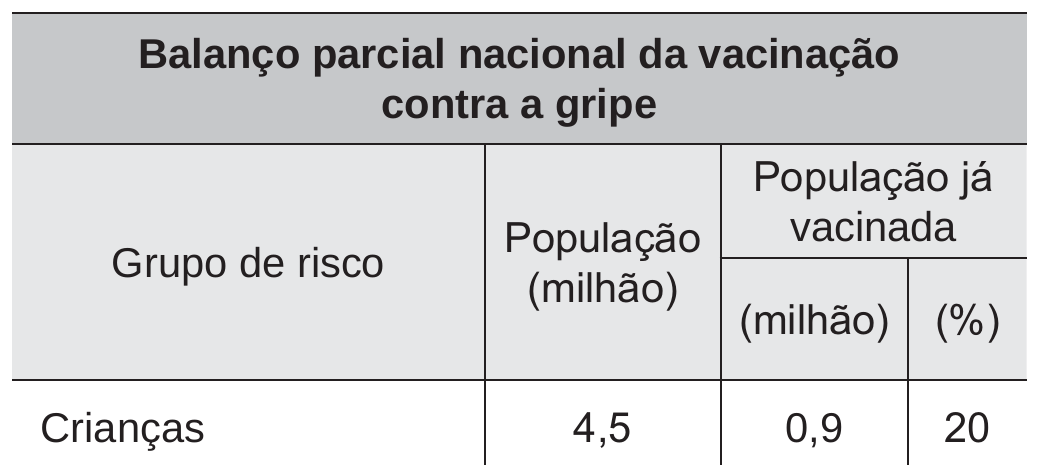 Balanço parcial nacional da vacinação
contra a gripe
Grupo de risco
População
(milhão)
População já
vacinada
(milhão)
(%)
Crianças 4,5 0,9 20